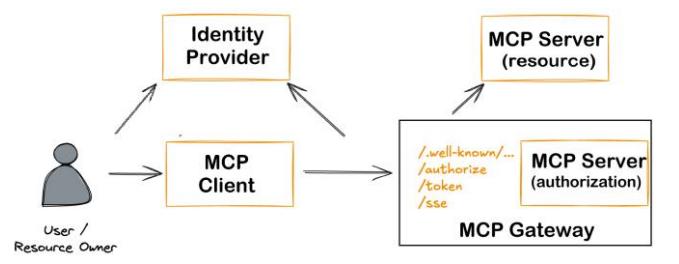 Identity
Provider
MCP Server
(resource)
MCP
Client
/.well-known/...
/authorize
/token
/sse
MCP Server
(authorization)
MCP Gateway
User /
Resource Owner